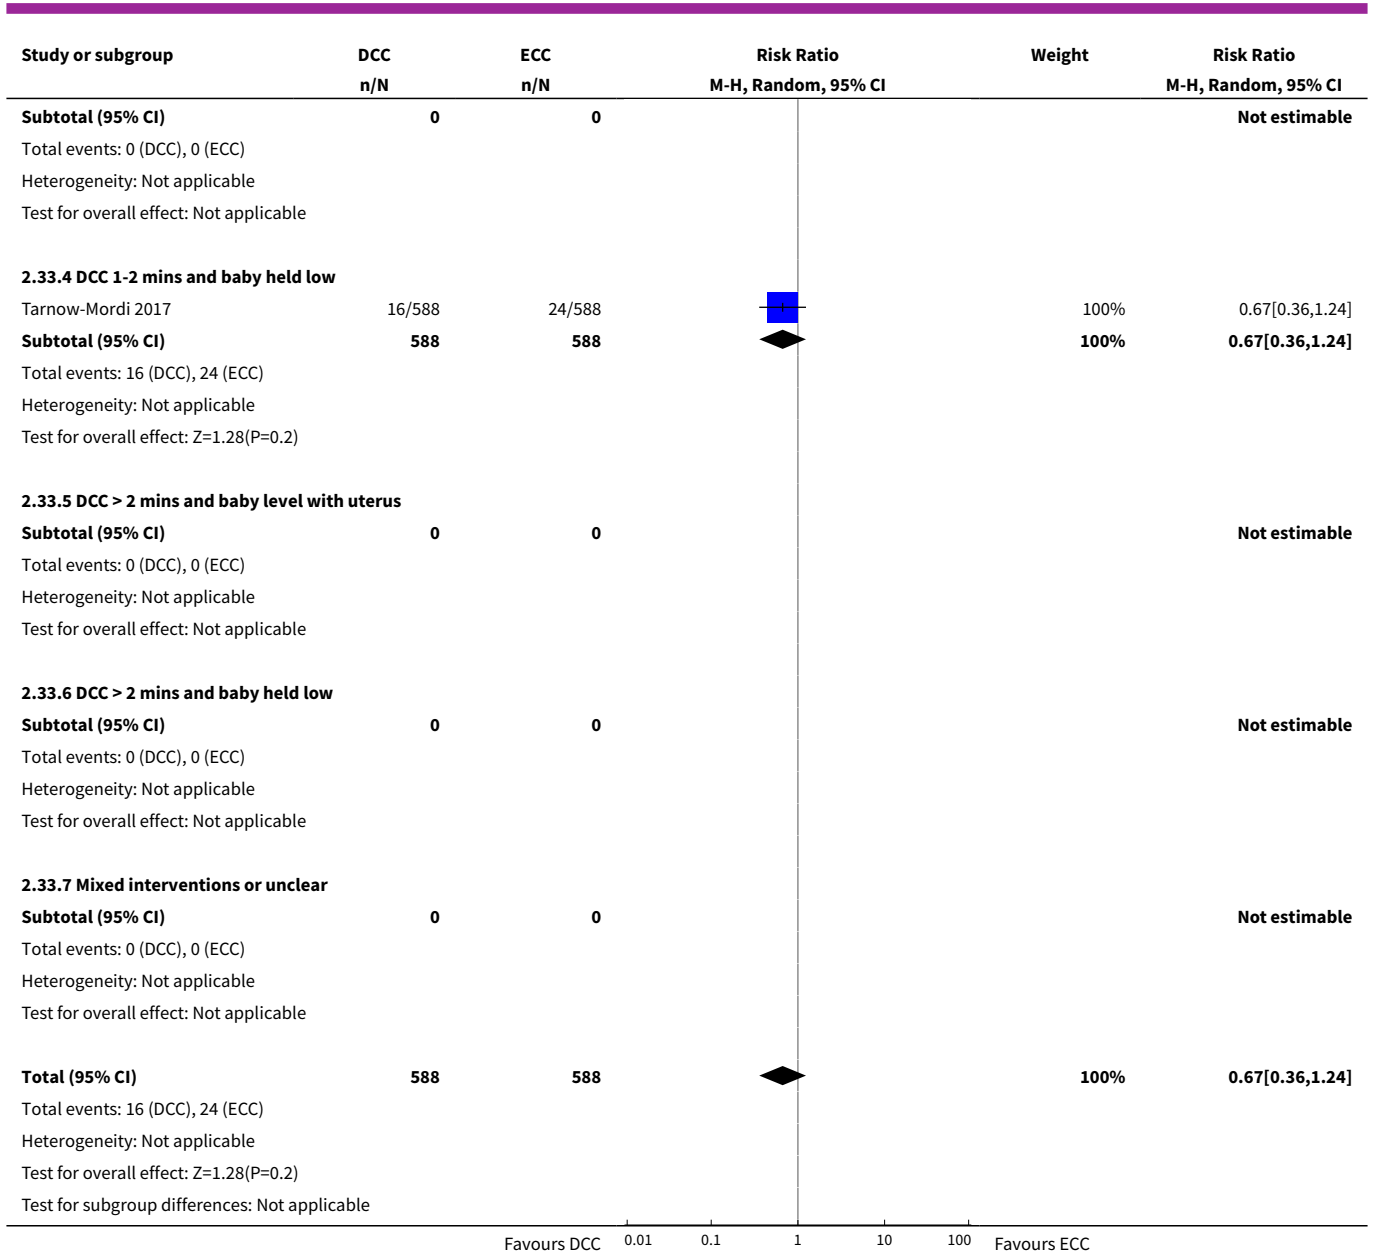 Study or subgroup DCC ECC Risk Ratio Weight Risk Ratio
n/N n/N M-H, Random, 95% CI M-H, Random, 95% CI
Subtotal (95% CI) 0 0 Not estimable
Total events: 0 (DCC), 0 (ECC)
Heterogeneity: Not applicable
Test for overall effect: Not applicable
2.33.4 DCC 1-2 mins and baby held low
Tarnow-Mordi 2017 16/588 24/588 100% 0.67[0.36,1.24]
Subtotal (95% CI) 588 588 100% 0.67[0.36,1.24]
Total events: 16 (DCC), 24 (ECC)
Heterogeneity: Not applicable
Test for overall effect: Z=1.28(P=0.2)
2.33.5 DCC > 2 mins and baby level with uterus
Subtotal (95% CI) 0 0 Not estimable
Total events: 0 (DCC), 0 (ECC)
Heterogeneity: Not applicable
Test for overall effect: Not applicable
2.33.6 DCC > 2 mins and baby held low
Subtotal (95% CI) 0 0 Not estimable
Total events: 0 (DCC), 0 (ECC)
Heterogeneity: Not applicable
Test for overall effect: Not applicable
2.33.7 Mixed interventions or unclear
Subtotal (95% CI) 0 0 Not estimable
Total events: 0 (DCC), 0 (ECC)
Heterogeneity: Not applicable
Test for overall effect: Not applicable
Total (95% CI) 588 588 100% 0.67[0.36,1.24]
Total events: 16 (DCC), 24 (ECC)
Heterogeneity: Not applicable
Test for overall effect: Z=1.28(P=0.2)
Test for subgroup differences: Not applicable
Favours DCC 0.01 0.1 1 10 100 Favours ECC